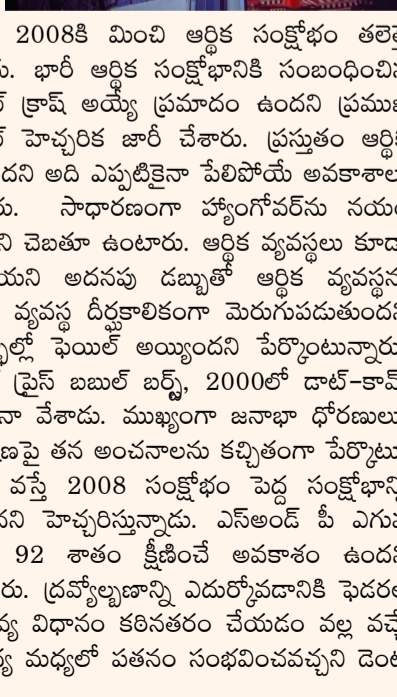 2008కి మించి ఆర్థిక సంక్షోభం తలెత్తె
రు. భారీ ఆర్థిక సంక్షోభానికి సంబంధించిన
క్రాష్ అయ్యే ప్రమాదం ఉందని ప్రముఖ
హెచ్చరిక జారీ చేశారు. ప్రస్తుతం ఆర్థిక
దని అది ఎప్పటికైనా పేలిపోయే అవకాశాల
రు. సాధారణంగా హ్యాంగోవర్‌ను నయం
ని చెబతూ ఉంటారు. ఆర్థిక వ్యవస్థలు కూడా
యని అదనపు డబ్బుతో ఆర్థిక వ్యవస్థన
వ్యవస్థ దీర్ఘకాలికంగా మెరుగుపడుతుందన
ల్లో ఫెయిల్ అయ్యిందని పేర్కొంటున్నారు
ప్రైస్ బబుల్ బర్స్ట్, 2000లో డాట్-కామ్
నా వేశాడు. ముఖ్యంగా జనాభా ధోరణులు
ణపై తన అంచనాలను కచ్చితంగా పేర్కొటు
వస్తే 2008 సంక్షోభం పెద్ద సంక్షోభాన్ని
దని హెచ్చరిస్తున్నాడు. ఎస్అండ్ పీ ఎగువ
92 శాతం క్షీణించే అవకాశం ఉందన
రు. ద్రవ్యోల్బణాన్ని ఎదుర్కోవడానికి ఫెడరల
వ్య విధానం కఠినతరం చేయడం వల్ల వచ్చే
్య మధ్యలో పతనం సంభవించవచ్చని డెంట